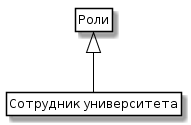 Роли
Сотрудник университета